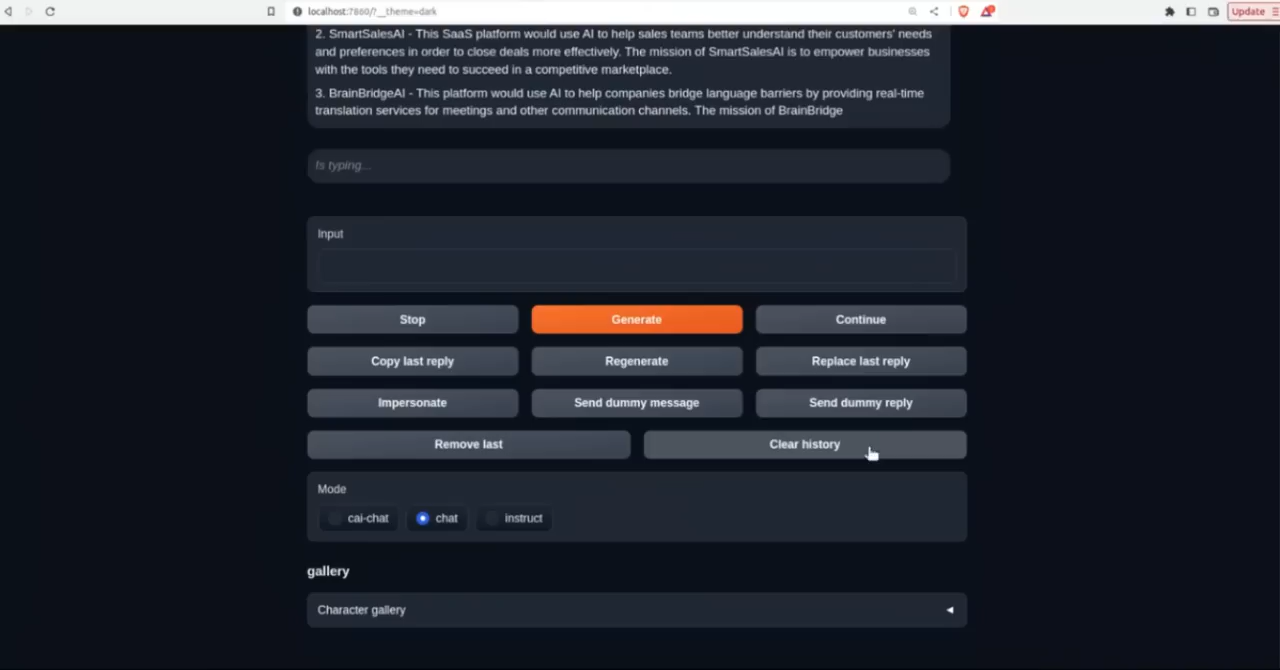 localhost:7860/?__theme=dark
Update
2. SmartSalesAI - This SaaS platform would use AI to help sales teams better understand their customers' needs
and preferences in order to close deals more effectively. The mission of SmartSalesAI is to empower businesses
with the tools they need to succeed in a competitive marketplace.
3. BrainBridgeAI - This platform would use AI to help companies bridge language barriers by providing real-time
translation services for meetings and other communication channels. The mission of BrainBridge
Is typing...
Input
Stop Generate Continue
Copy last reply Regenerate Replace last reply
Impersonate Send dummy message Send dummy reply
Remove last Clear history
Mode
cai-chat chat instruct
gallery
Character gallery